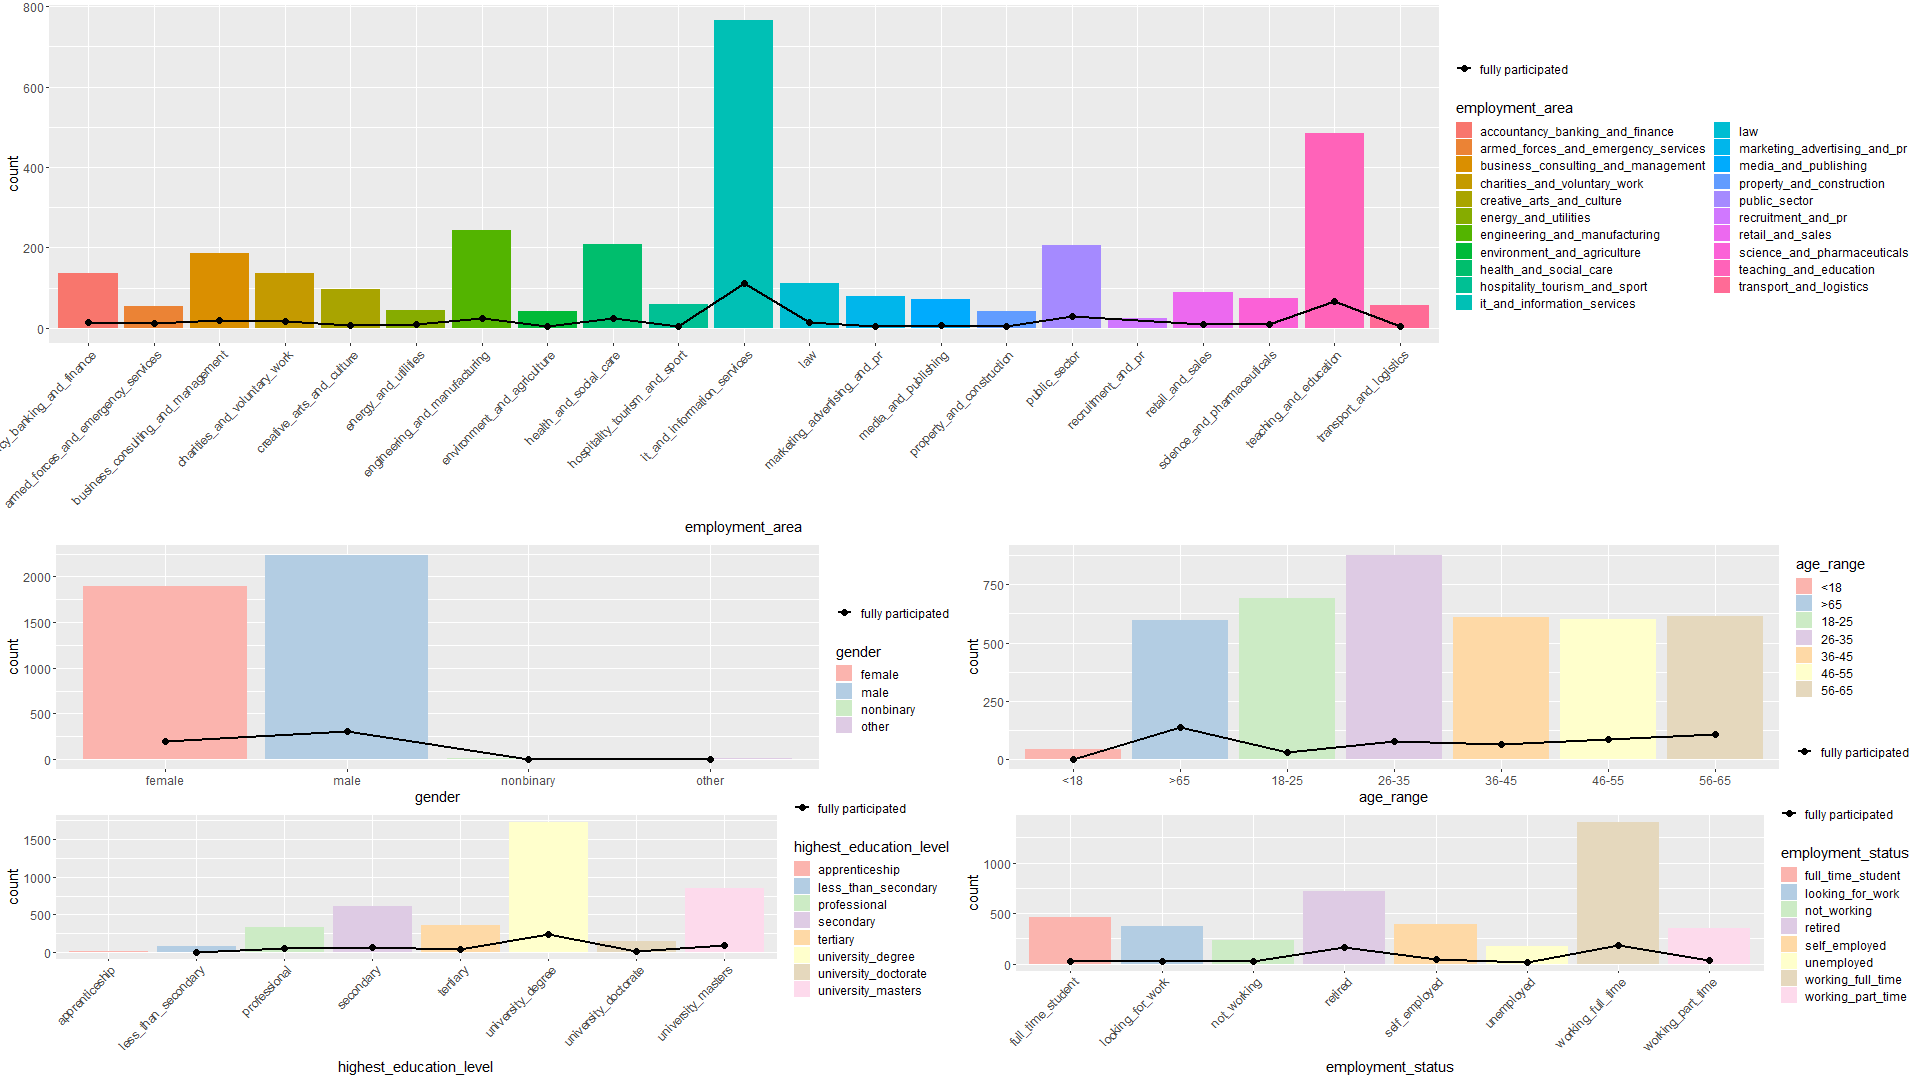 800
600
400
200
0
count
cy_banking_and_finance
armed_forces_and_emergency_services
business_consulting_and_management
charities_and_voluntary_work
creative_arts_and_culture
energy_and_utilities
engineering_and_manufacturing
environment_and_agriculture
health_and_social_care
hospitality_tourism_and_sport
it_and_information_services
law
marketing_advertising_and_pr
media_and_publishing
property_and_construction
public_sector
recruitment_and_pr
retail_and_sales
science_and_pharmaceuticals
teaching_and_education
transport_and_logistics
employment_area
fully participated
employment_area
accountancy_banking_and_finance
armed_forces_and_emergency_services
business_consulting_and_management
charities_and_voluntary_work
creative_arts_and_culture
energy_and_utilities
engineering_and_manufacturing
environment_and_agriculture
health_and_social_care
hospitality_tourism_and_sport
it_and_information_services
law
marketing_advertising_and_pr
media_and_publishing
property_and_construction
public_sector
recruitment_and_pr
retail_and_sales
science_and_pharmaceuticals
teaching_and_education
transport_and_logistics
2000
1500
1000
500
0
count
female
male
nonbinary
other
gender
fully participated
gender
female
male
nonbinary
other
750
500
250
0
count
<18
>65
18-25
26-35
36-45
46-55
56-65
age_range
age_range
<18
>65
18-25
26-35
36-45
46-55
56-65
fully participated
1500
1000
500
0
count
apprenticeship
less_than_secondary
professional
secondary
tertiary
university_degree
university_doctorate
university_masters
highest_education_level
fully participated
highest_education_level
apprenticeship
less_than_secondary
professional
secondary
tertiary
university_degree
university_doctorate
university_masters
1000
500
0
count
full_time_student
looking_for_work
not_working
retired
self_employed
unemployed
working_full_time
working_part_time
employment_status
fully participated
employment_status
full_time_student
looking_for_work
not_working
retired
self_employed
unemployed
working_full_time
working_part_time